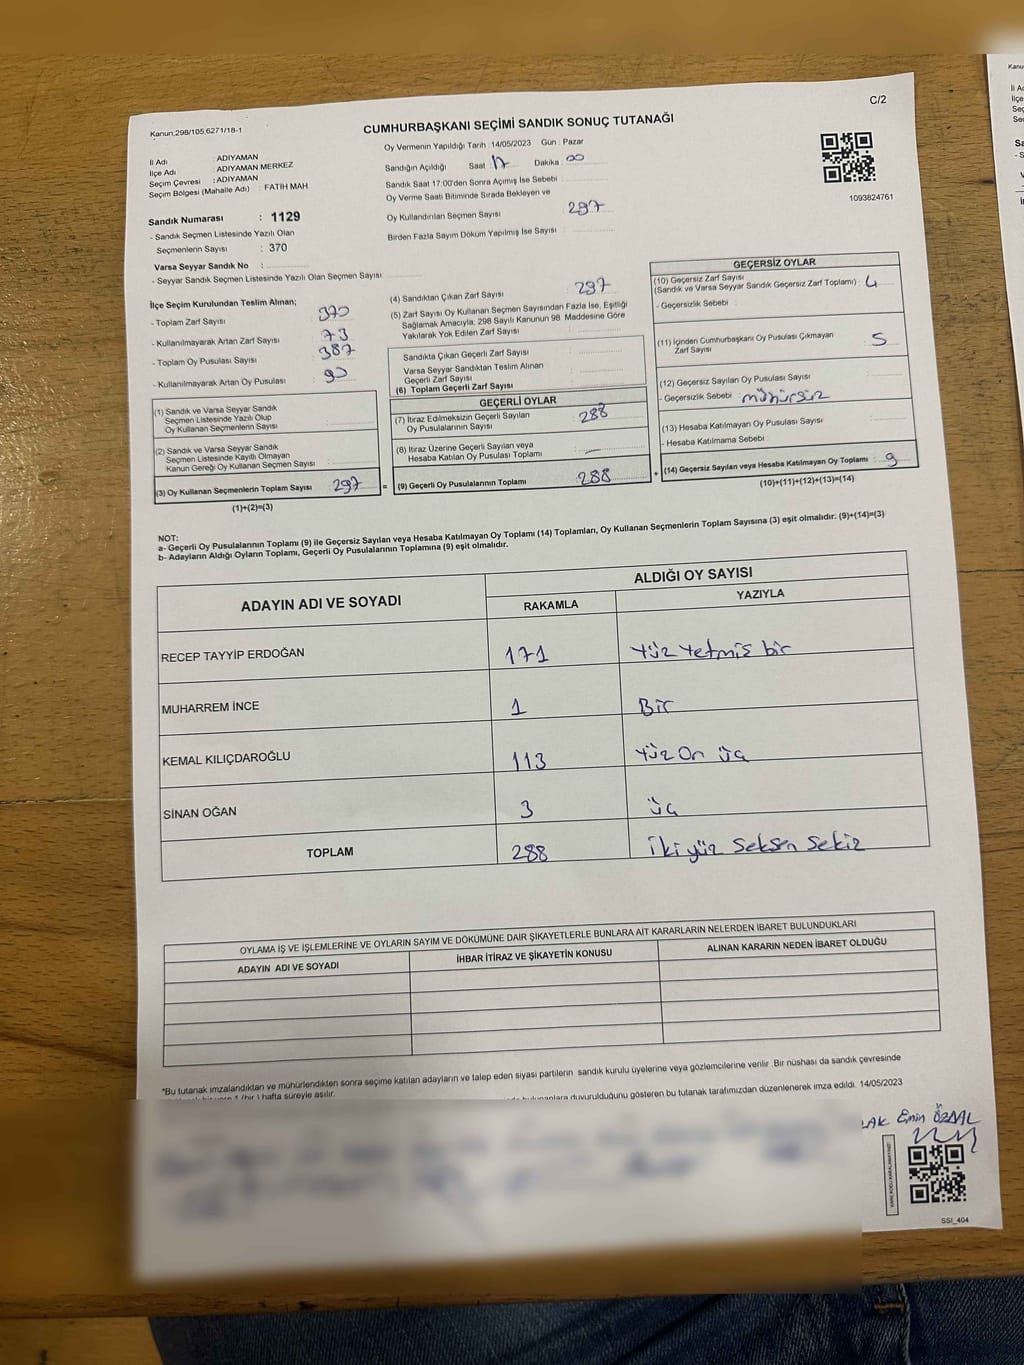 C/2
Kanun,298/105,6271/18-1
CUMHURBAŞKANI SEÇİMİ SANDIK SONUÇ TUTANAĞI
İl Adı : ADIYAMAN
İlçe Adı : ADIYAMAN MERKEZ
Seçim Çevresi : ADIYAMAN
Seçim Bölgesi (Mahalle Adı) : FATİH MAH.
Sandık Numarası : 1129
- Sandık Seçmen Listesinde Yazılı Olan
Seçmenlerin Sayısı : 370
Varsa Seyyar Sandık No :
- Seyyar Sandık Seçmen Listesinde Yazılı Olan Seçmen Sayısı
Oy Vermenin Yapıldığı Tarih : 14/05/2023 Gün : Pazar
Sandığın Açıldığı Saat 17 Dakika 00
Sandık Saat 17:00'den Sonra Açımış İse Sebebi :
Oy Verme Saati Bitiminde Sırada Bekleyen ve
Oy Kullandırılan Seçmen Sayısı 297
Birden Fazla Sayım Döküm Yapılmış İse Sayısı :
1093824761
İlçe Seçim Kurulundan Teslim Alınan;
- Toplam Zarf Sayısı 370
- Kullanılmayarak Artan Zarf Sayısı 73
- Toplam Oy Pusulası Sayısı 387
- Kullanılmayarak Artan Oy Pusulası 90
(1) Sandık ve Varsa Seyyar Sandık
Seçmen Listesinde Yazılı Olup
Oy Kullanan Seçmenlerin Sayısı
(2) Sandık ve Varsa Seyyar Sandık
Seçmen Listesinde Kayıtlı Olmayan
Kanun Gereği Oy Kullanan Seçmen Sayısı
(3) Oy Kullanan Seçmenlerin Toplam Sayısı 297 =
(1)+(2)=(3)
(4) Sandıktan Çıkan Zarf Sayısı 297
(5) Zarf Sayısı Oy Kullanan Seçmen Sayısından Fazla İse, Eşitliği
Sağlamak Amacıyla, 298 Sayılı Kanunun 98. Maddesine Göre
Yakılarak Yok Edilen Zarf Sayısı
Sandıkta Çıkan Geçerli Zarf Sayısı
Varsa Seyyar Sandıktan Teslim Alınan
Geçerli Zarf Sayısı
(6) Toplam Geçerli Zarf Sayısı
GEÇERLİ OYLAR
(7) İtiraz Edilmeksizin Geçerli Sayılan
Oy Pusulalarının Sayısı 288
(8) İtiraz Üzerine Geçerli Sayılan veya
Hesaba Katılan Oy Pusulası Toplamı –
(9) Geçerli Oy Pusulalarının Toplamı 288 +
GEÇERSİZ OYLAR
(10) Geçersiz Zarf Sayısı
(Sandık ve Varsa Seyyar Sandık Geçersiz Zarf Toplamı) : 4
- Geçersizlik Sebebi :
(11) İçinden Cumhurbaşkanı Oy Pusulası Çıkmayan
Zarf Sayısı 5
(12) Geçersiz Sayılan Oy Pusulası Sayısı
- Geçersizlik Sebebi : mühürsüz
(13) Hesaba Katılmayan Oy Pusulası Sayısı
- Hesaba Katılmama Sebebi
(14) Geçersiz Sayılan veya Hesaba Katılmayan Oy Toplamı : 9
(10)+(11)+(12)+(13)=(14)
NOT:
a- Geçerli Oy Pusulalarının Toplamı (9) ile Geçersiz Sayılan veya Hesaba Katılmayan Oy Toplamı (14) Toplamları, Oy Kullanan Seçmenlerin Toplam Sayısına (3) eşit olmalıdır. (9)+(14)=(3)
b- Adayların Aldığı Oyların Toplamı, Geçerli Oy Pusulalarının Toplamına (9) eşit olmalıdır.
ADAYIN ADI VE SOYADI
ALDIĞI OY SAYISI
RAKAMLA YAZIYLA
RECEP TAYYİP ERDOĞAN 171 Yüz Yetmiş bir
MUHARREM İNCE 1 Bir
KEMAL KILIÇDAROĞLU 113 Yüz On üç
SİNAN OĞAN 3 üç
TOPLAM 288 iki yüz Seksen Sekiz
OYLAMA İŞ VE İŞLEMLERİNE VE OYLARIN SAYIM VE DÖKÜMÜNE DAİR ŞİKAYETLERLE BUNLARA AİT KARARLARIN NELERDEN İBARET BULUNDUKLARI
ADAYIN ADI VE SOYADI İHBAR İTİRAZ VE ŞİKAYETİN KONUSU ALINAN KARARIN NEDEN İBARET OLDUĞU
*Bu tutanak imzalandıktan ve mühürlendikten sonra seçime katılan adayların ve talep eden siyasi partilerin sandık kurulu üyelerine veya gözlemcilerine verilir. Bir nüshası da sandık çevresinde
1 (bir) hafta süreyle asılır.
duyurulduğunu gösteren bu tutanak tarafımızdan düzenlenerek imza edildi. 14/05/2023
LAK Emin
SSİ_404